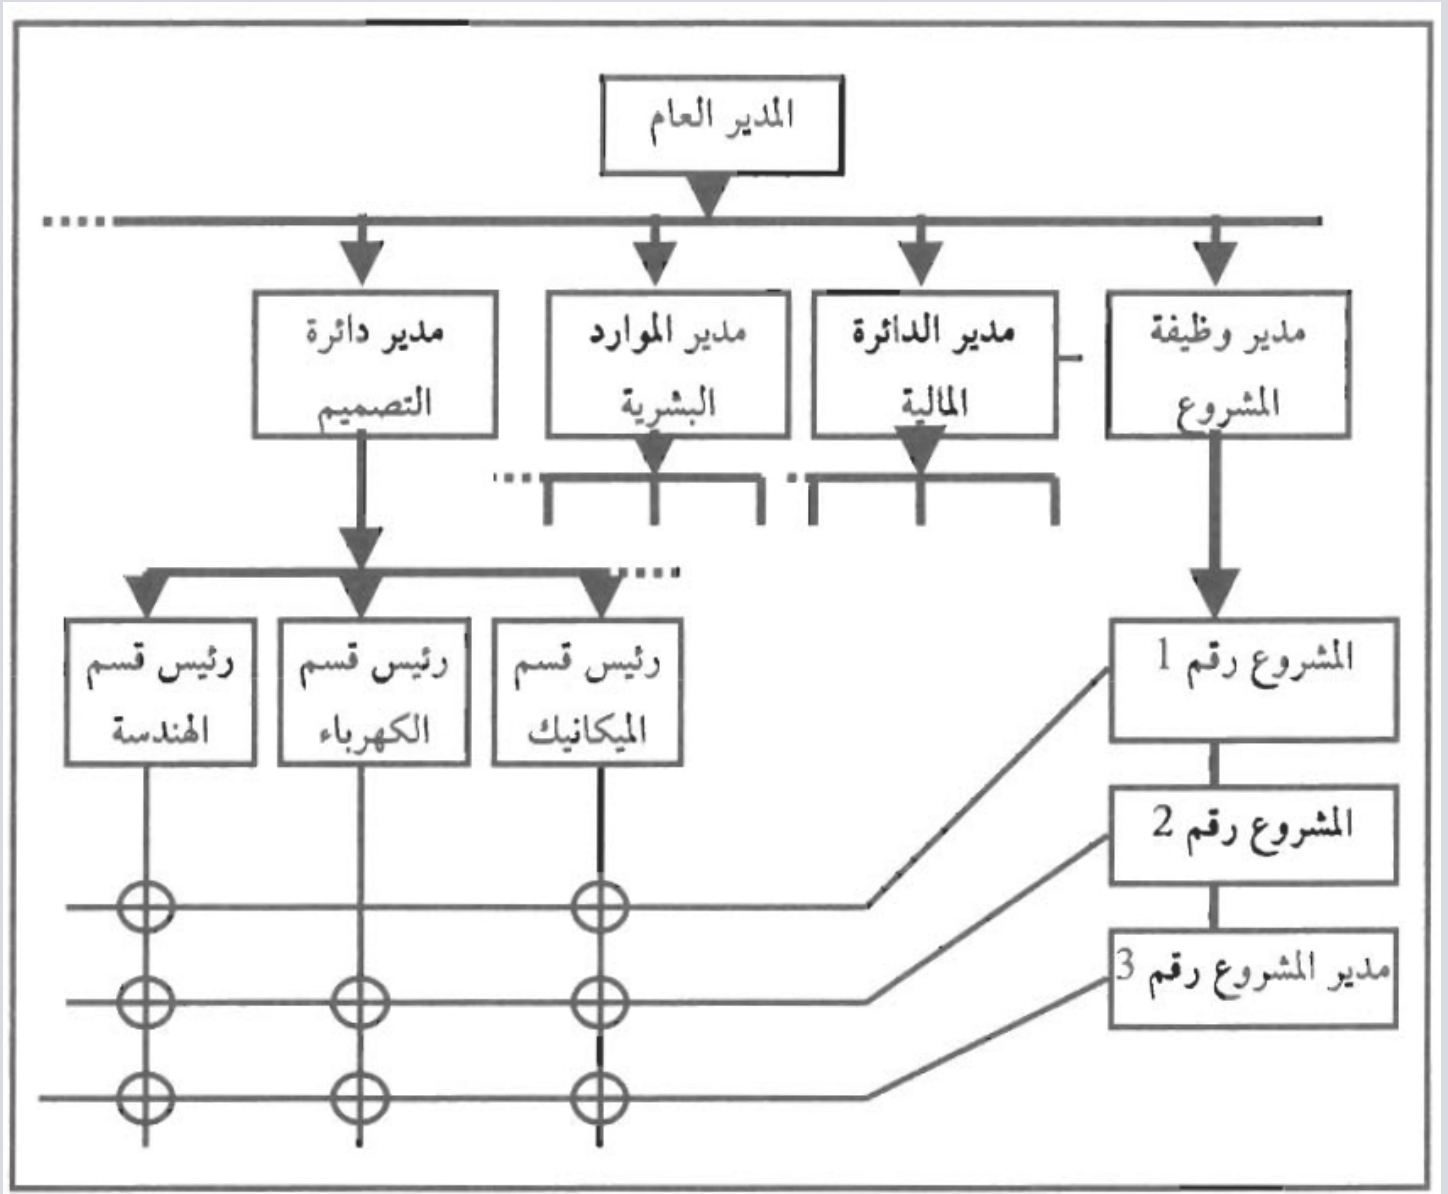 المدير العام
مدير وظيفة
المشروع
مدير الدائرة
المالية
مدير الموارد
البشرية
مدير دائرة
التصميم
رئيس قسم
الميكانيك
رئيس قسم
الكهرباء
رئيس قسم
الهندسة
المشروع رقم 1
المشروع رقم 2
مدير المشروع رقم 3